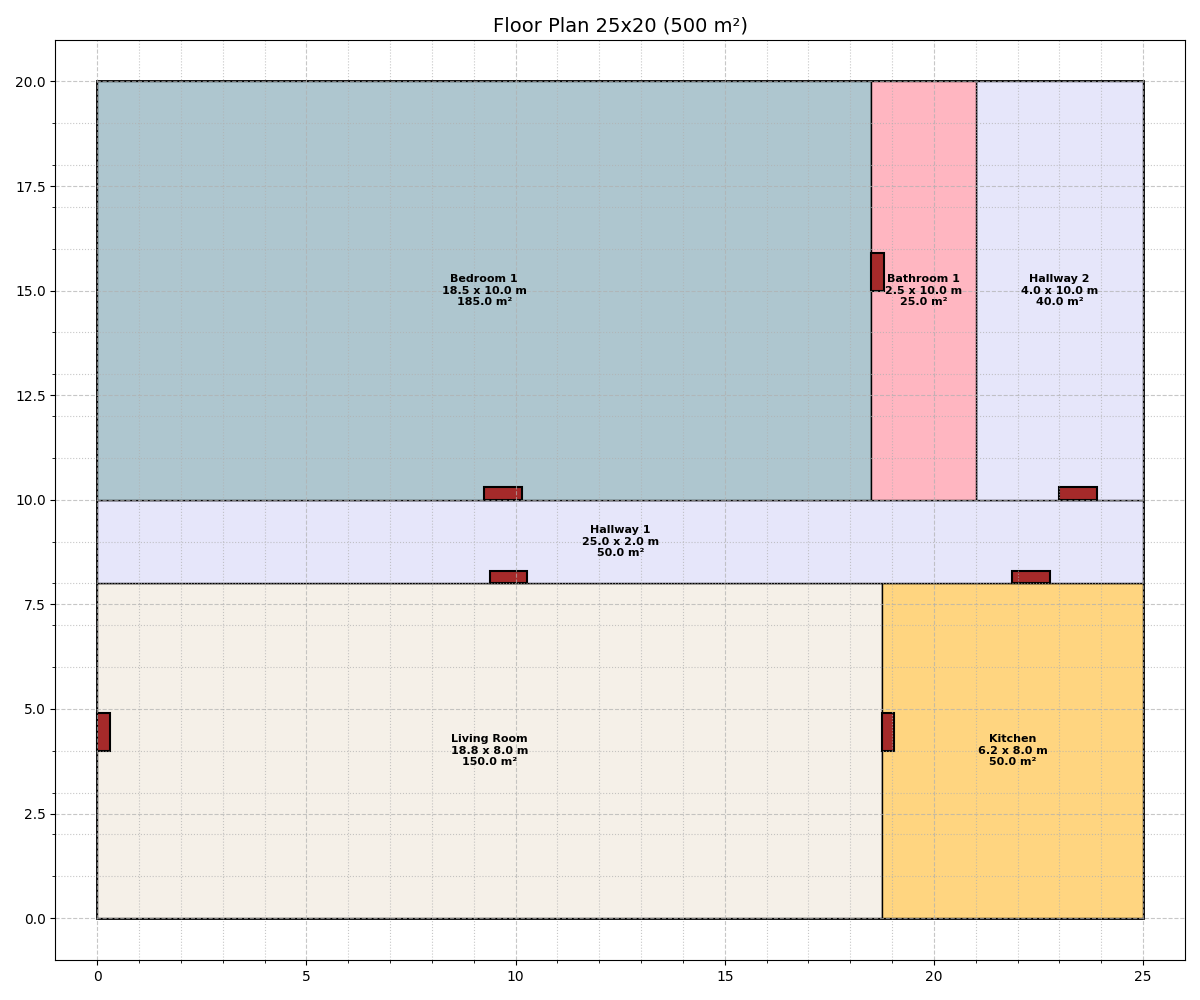 Floor Plan 25x20 (500 m²)
20.0
17.5
15.0
12.5
10.0
7.5
5.0
2.5
0.0
Bedroom 1
18.5 x 10.0 m
185.0 m²
Bathroom 1
2.5 x 10.0 m
25.0 m²
Hallway 2
4.0 x 10.0 m
40.0 m²
Hallway 1
25.0 x 2.0 m
50.0 m²
Living Room
18.8 x 8.0 m
150.0 m²
Kitchen
6.2 x 8.0 m
50.0 m²
0
5
10
15
20
25